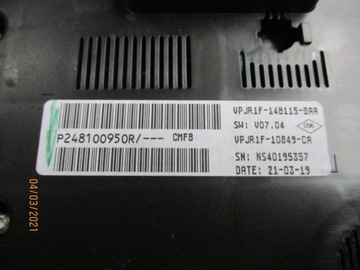 VPJR1F-14B115-BAA
SW: V07.04
P248100950R/--- CMFB
VPJR1F-10849-CA
SN: NS40195357
DATE: 21-03-19
04/03/2021